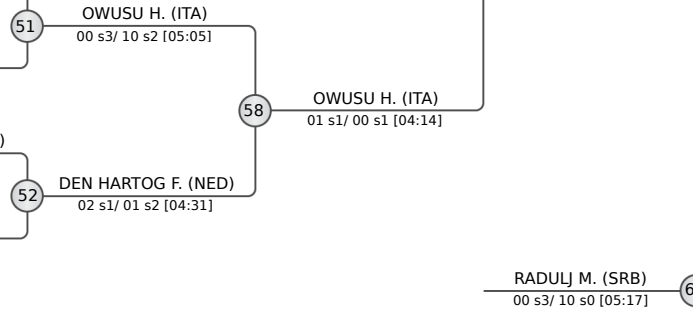 OWUSU H. (ITA)
51
00 s3/ 10 s2 [05:05]
OWUSU H. (ITA)
58
01 s1/ 00 s1 [04:14]
)
DEN HARTOG F. (NED)
52
02 s1/ 01 s2 [04:31]
RADULJ M. (SRB)
00 s3/ 10 s0 [05:17]